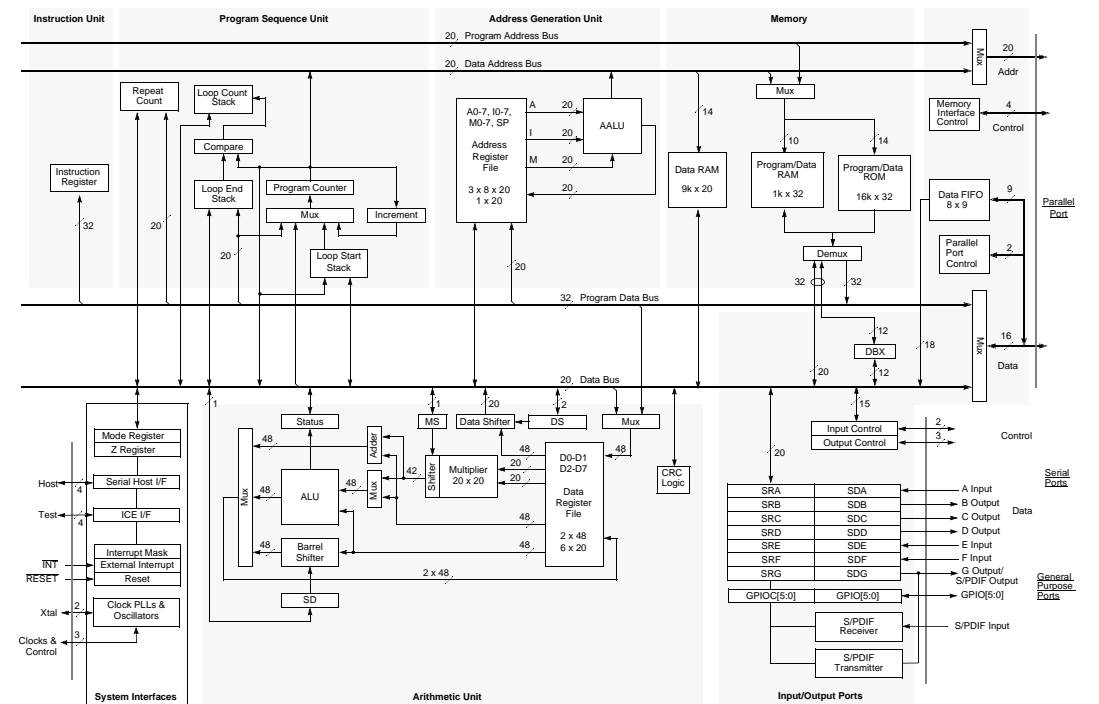 Instruction Unit
Program Sequence Unit
Address Generation Unit
Memory
20 Program Address Bus
20 Data Address Bus
Mux
20
Addr
Repeat
Count
Loop Count
Stack
Compare
Instruction
Register
32
20
Loop End
Stack
Program Counter
Mux
Increment
20
Loop Start
Stack
A0-7, I0-7,
M0-7, SP
Address
Register
File
3 x 8 x 20
1 x 20
A
20
I
20
M
20
20
AALU
20
14
Data RAM
9k x 20
Mux
10
14
Program/Data
RAM
1k x 32
Program/Data
ROM
16k x 32
Demux
32
32
Memory
Interface
Control
4
Control
Data FIFO
8 x 9
9
Parallel
Port
Control
2
Parallel
Port
32 Program Data Bus
12
DBX
12
20
18
Mux
16
Data
20 Data Bus
1
1
20
2
15
Mode Register
Z Register
Host
4
Serial Host I/F
Test
4
ICE I/F
Interrupt Mask
INT
External Interrupt
RESET
Reset
Xtal
2
Clock PLLs &
Oscillators
Clocks &
Control
3
System Interfaces
Status
MS
Data Shifter
DS
Mux
48
Adder
48
48
Mux
48
ALU
48
Mux
42
Shifter
Multiplier
20 x 20
20
20
D0-D1
D2-D7
Data
Register
File
2 x 48
6 x 20
48
48
Barrel
Shifter
48
48
2 x 48
SD
CRC
Logic
Arithmetic Unit
20
Input Control
Output Control
2
3
Control
Serial
Ports
SRA SDA A Input
SRB SDB B Output
SRC SDC C Output
Data
SRD SDD D Output
SRE SDE E Input
SRF SDF F Input
SRG SDG G Output/
S/PDIF Output
General
Purpose
Ports
GPIOC[5:0] GPIO[5:0] GPIO[5:0]
S/PDIF
Receiver
S/PDIF Input
S/PDIF
Transmitter
Input/Output Ports